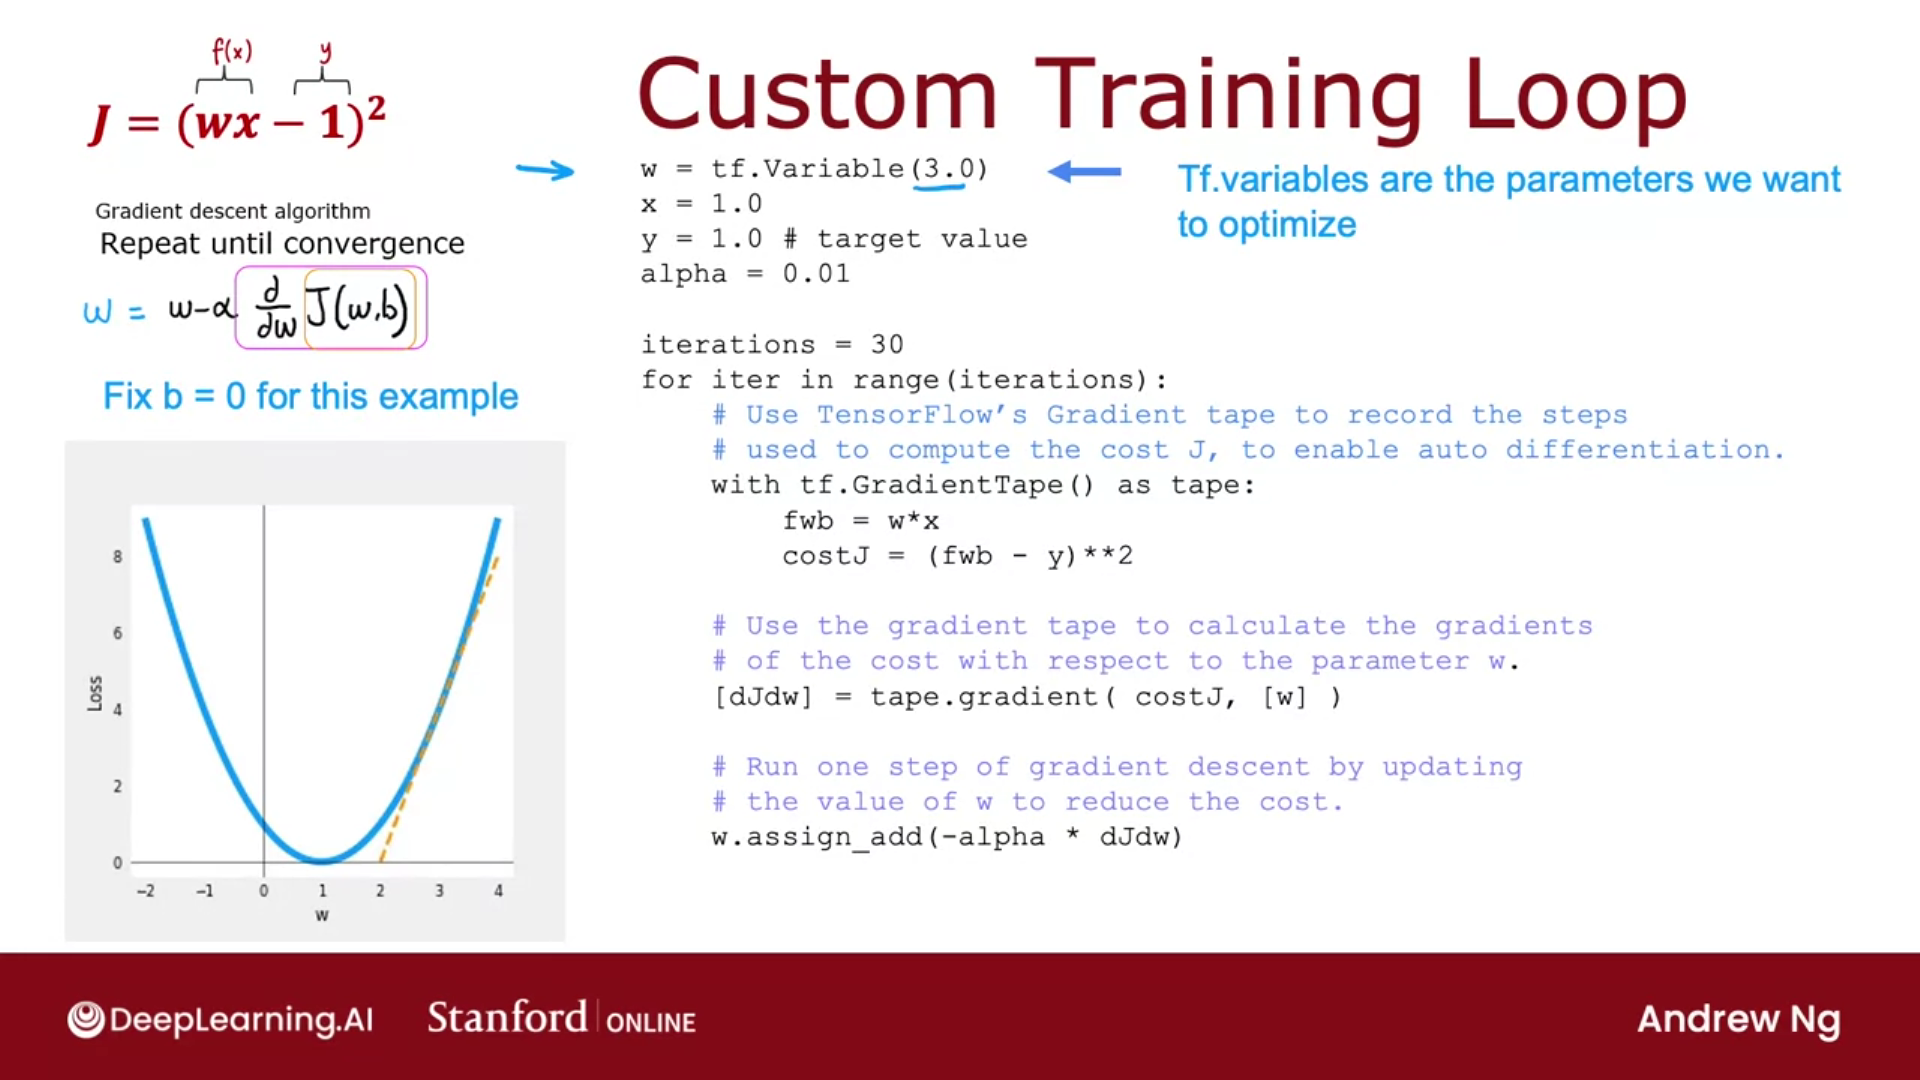 f(x) y
J = (wx − 1)²
Gradient descent algorithm
Repeat until convergence
w = w-α ∂/∂w J(w,b)
Fix b = 0 for this example
8
6
4
2
0
Loss
−2 −1 0 1 2 3 4
w
Custom Training Loop
w = tf.Variable(3.0)
x = 1.0
y = 1.0 # target value
alpha = 0.01
Tf.variables are the parameters we want
to optimize
iterations = 30
for iter in range(iterations):
# Use TensorFlow’s Gradient tape to record the steps
# used to compute the cost J, to enable auto differentiation.
with tf.GradientTape() as tape:
fwb = w*x
costJ = (fwb - y)**2
# Use the gradient tape to calculate the gradients
# of the cost with respect to the parameter w.
[dJdw] = tape.gradient( costJ, [w] )
# Run one step of gradient descent by updating
# the value of w to reduce the cost.
w.assign_add(-alpha * dJdw)
DeepLearning.AI Stanford | ONLINE Andrew Ng